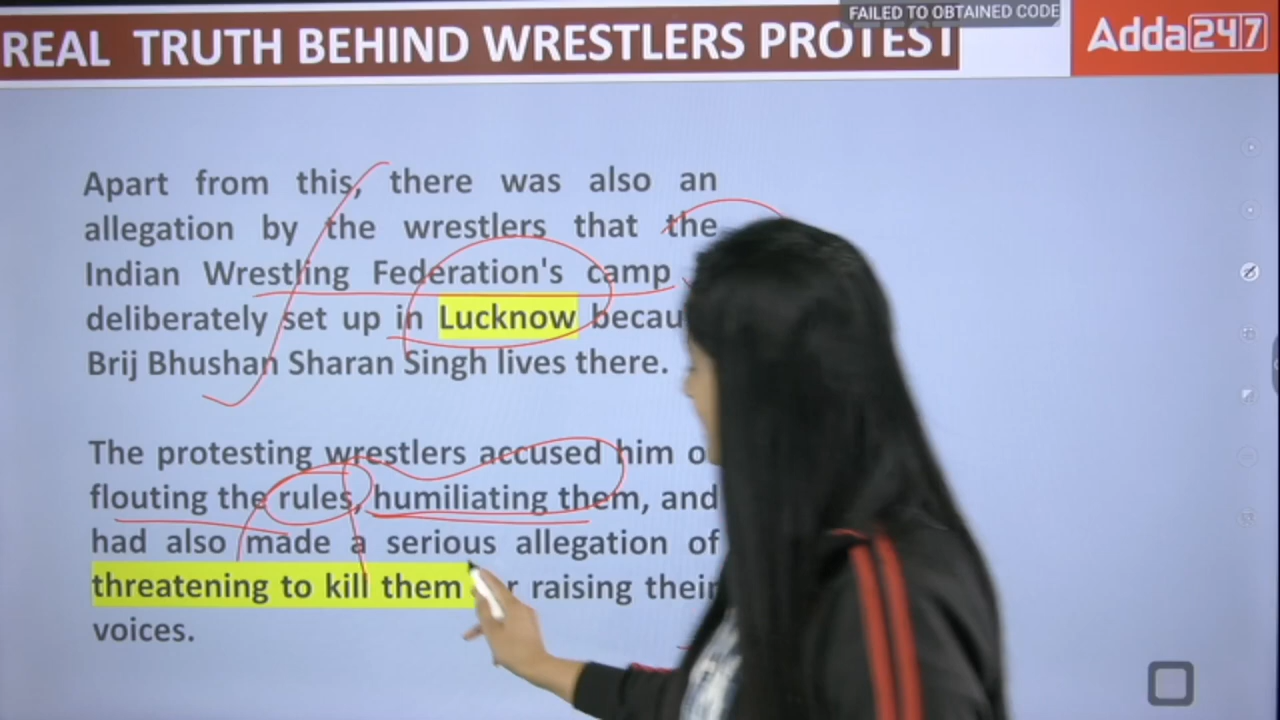 FAILED TO OBTAINED CODE
REAL TRUTH BEHIND WRESTLERS PROTEST
Adda247
Apart from this, there was also an
allegation by the wrestlers that the
Indian Wrestling Federation's camp
deliberately set up in Lucknow
Brij Bhushan Sharan Singh lives there.
The protesting wrestlers accused him
flouting the rules, humiliating them, and
had also made a serious allegation of
threatening to kill them raising their
voices.